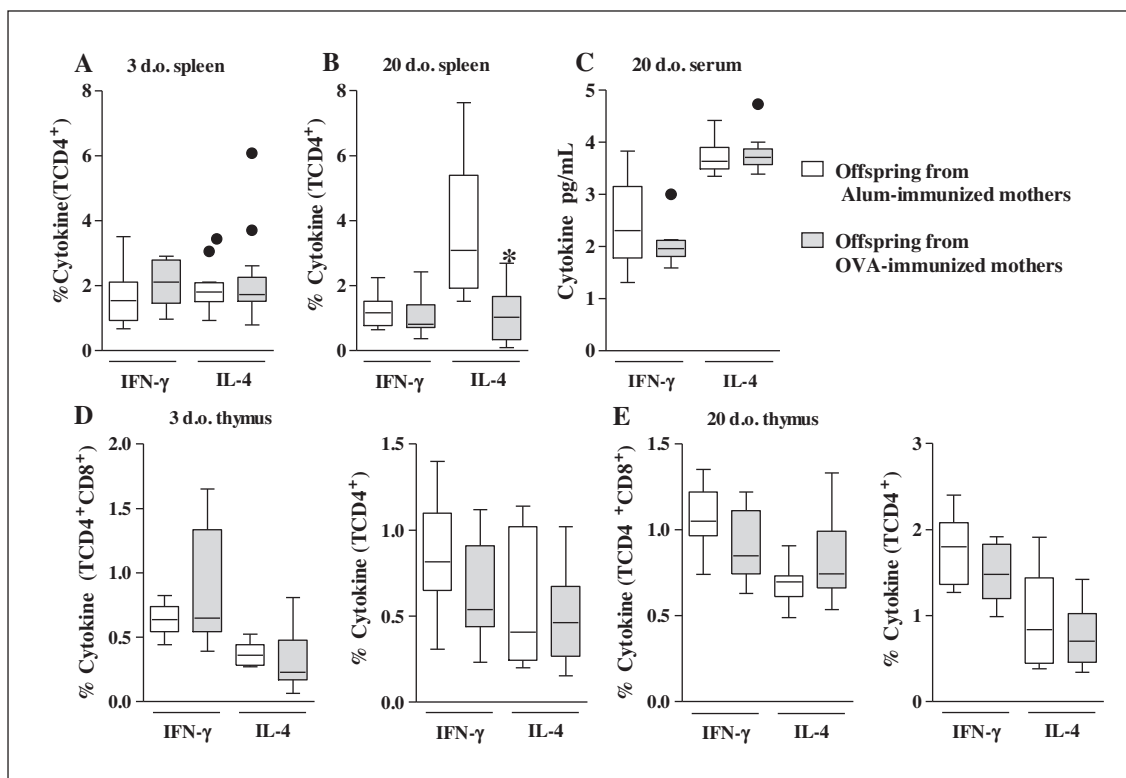 A 3 d.o. spleen
%Cytokine(TCD4+)
8
6
4
2
0
IFN-γ IL-4
B 20 d.o. spleen
% Cytokine (TCD4+)
8
6
4
2
0
*
IFN-γ IL-4
C 20 d.o. serum
Cytokine pg/mL
5
4
3
2
1
0
IFN-γ IL-4
Offspring from
Alum-immunized mothers
Offspring from
OVA-immunized mothers
D 3 d.o. thymus
% Cytokine (TCD4+CD8+)
2.0
1.5
1.0
0.5
0.0
IFN-γ IL-4
% Cytokine (TCD4+)
1.5
1.0
0.5
0.0
IFN-γ IL-4
E 20 d.o. thymus
% Cytokine (TCD4 +CD8+)
1.5
1.0
0.5
0.0
IFN-γ IL-4
% Cytokine (TCD4+)
3
2
1
0
IFN-γ IL-4